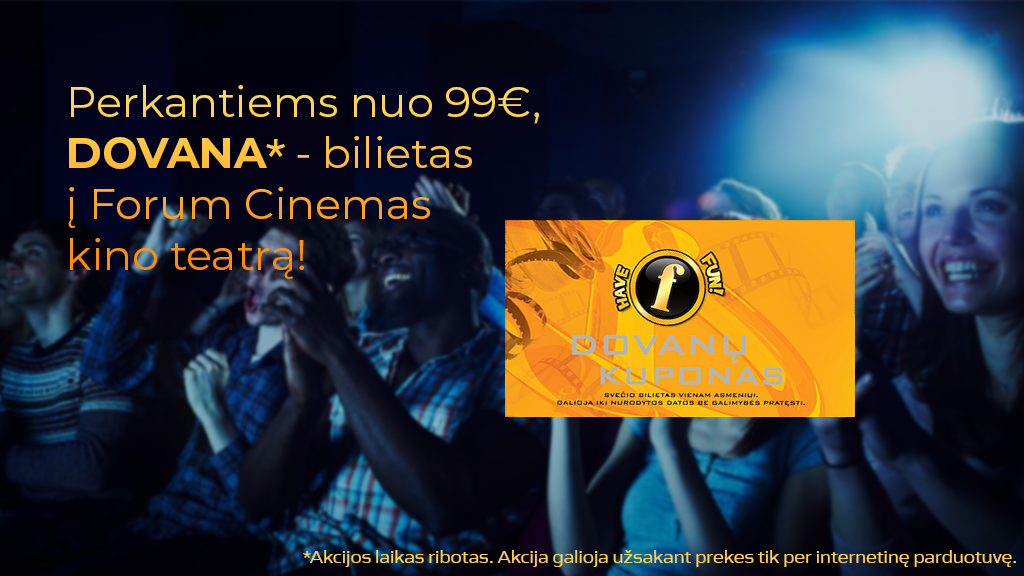 Perkantiems nuo 99€,
DOVANA* - bilietas
į Forum Cinemas
kino teatrą!
HAVE f FUN!
DOVANŲ
KUPONAS
SVEČIO BILIETAS VIENAM ASMENIUI.
GALIOJA IKI NURODYTOS DATOS BE GALIMYBĖS PRATĘSTI.
*Akcijos laikas ribotas. Akcija galioja užsakant prekes tik per internetinę parduotuvę.